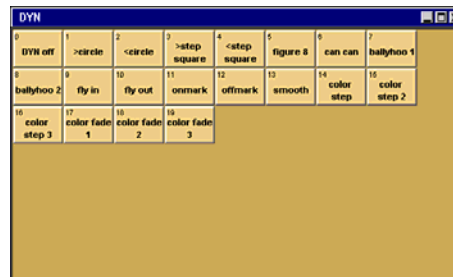 DYN
0 1 2 3 4 5 6 7
DYN off >circle <circle >step square <step square figure 8 can can ballyhoo 1
8 9 10 11 12 13 14 15
ballyhoo 2 fly in fly out onmark offmark smooth color step color step 2
16 17 18 19
color step 3 color fade 1 color fade 2 color fade 3